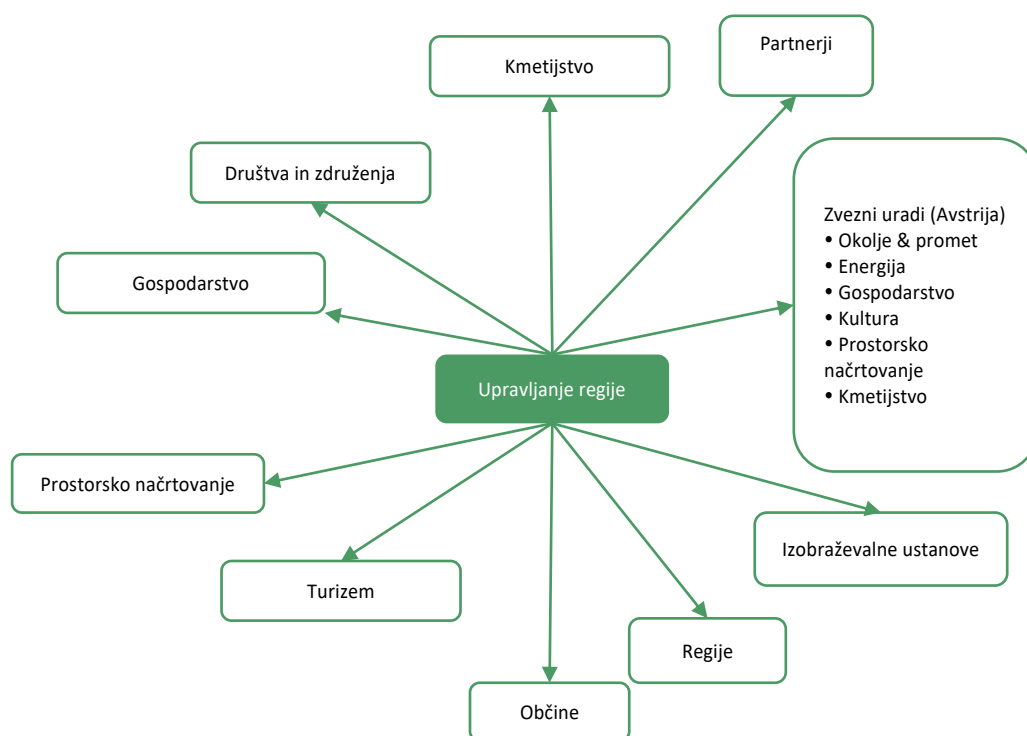 Partnerji
Kmetijstvo
Društva in združenja
Zvezni uradi (Avstrija)
• Okolje & promet
• Energija
• Gospodarstvo
• Kultura
• Prostorsko
načrtovanje
• Kmetijstvo
Gospodarstvo
Upravljanje regije
Prostorsko načrtovanje
Izobraževalne ustanove
Turizem
Regije
Občine